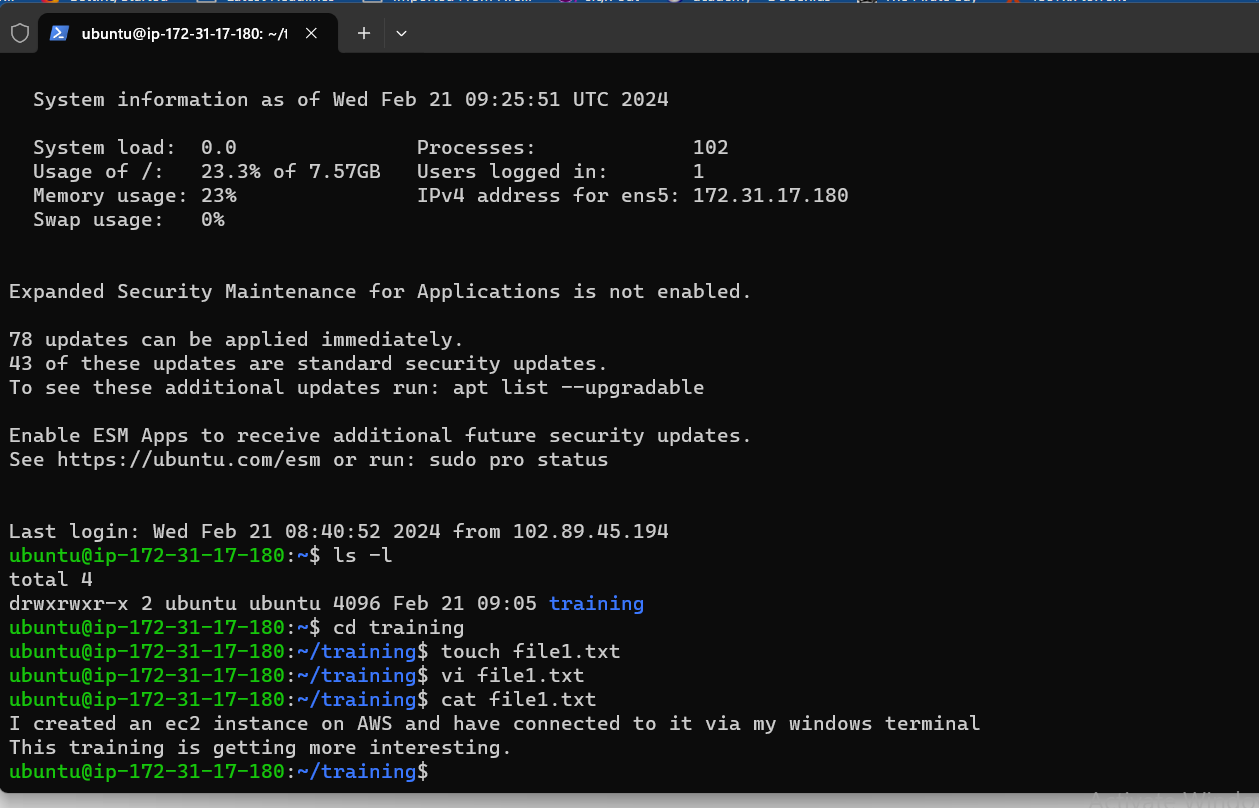 ubuntu@ip-172-31-17-180: ~/t
System information as of Wed Feb 21 09:25:51 UTC 2024
System load: 0.0 Processes: 102
Usage of /: 23.3% of 7.57GB Users logged in: 1
Memory usage: 23% IPv4 address for ens5: 172.31.17.180
Swap usage: 0%
Expanded Security Maintenance for Applications is not enabled.
78 updates can be applied immediately.
43 of these updates are standard security updates.
To see these additional updates run: apt list --upgradable
Enable ESM Apps to receive additional future security updates.
See https://ubuntu.com/esm or run: sudo pro status
Last login: Wed Feb 21 08:40:52 2024 from 102.89.45.194
ubuntu@ip-172-31-17-180:~$ ls -l
total 4
drwxrwxr-x 2 ubuntu ubuntu 4096 Feb 21 09:05 training
ubuntu@ip-172-31-17-180:~$ cd training
ubuntu@ip-172-31-17-180:~/training$ touch file1.txt
ubuntu@ip-172-31-17-180:~/training$ vi file1.txt
ubuntu@ip-172-31-17-180:~/training$ cat file1.txt
I created an ec2 instance on AWS and have connected to it via my windows terminal
This training is getting more interesting.
ubuntu@ip-172-31-17-180:~/training$